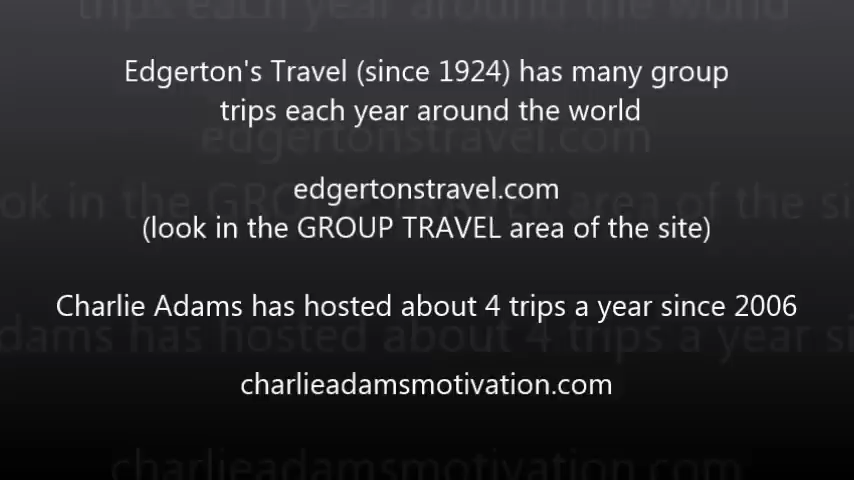 Edgerton's Travel (since 1924) has many group
trips each year around the world
edgertonstravel.com
(look in the GROUP TRAVEL area of the site)
Charlie Adams has hosted about 4 trips a year since 2006
charlieadamsmotivation.com